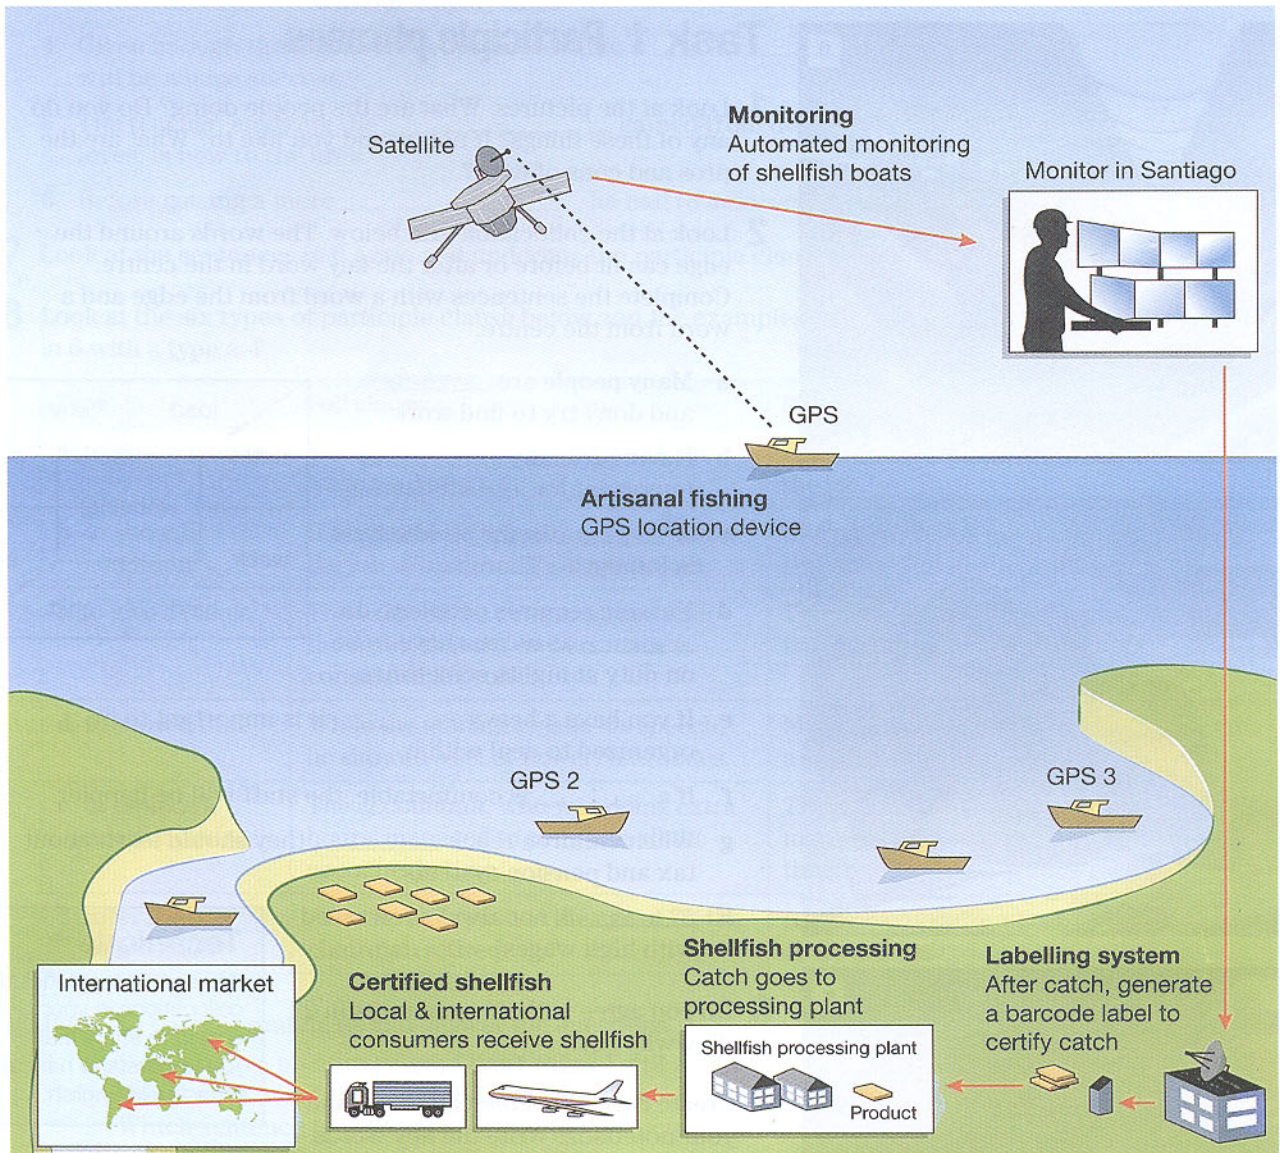 Satellite
Monitoring
Automated monitoring
of shellfish boats
Monitor in Santiago
GPS
Artisanal fishing
GPS location device
GPS 2
GPS 3
Labelling system
After catch, generate
a barcode label to
certify catch
Shellfish processing
Catch goes to
processing plant
Shellfish processing plant
Product
Certified shellfish
Local & international
consumers receive shellfish
International market